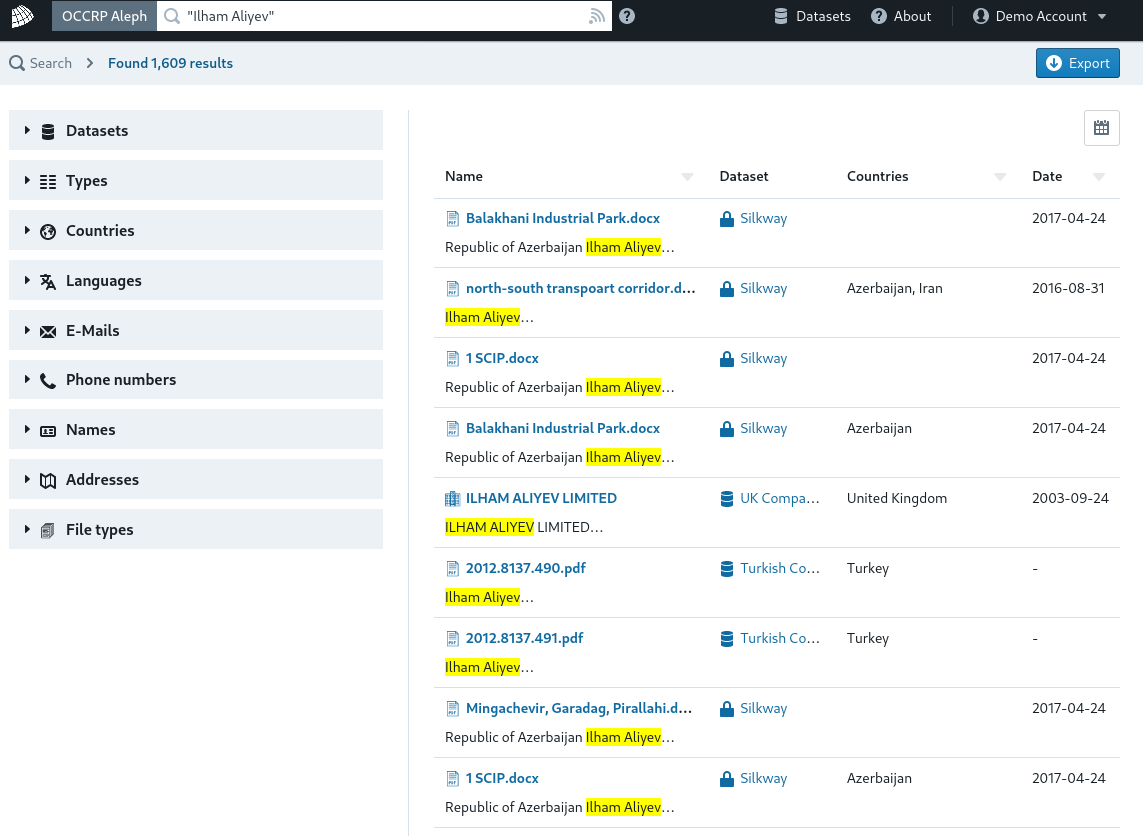 OCCRP Aleph "Ilham Aliyev" Datasets About Demo Account
Search Found 1,609 results Export
Datasets
Types
Countries
Languages
E-Mails
Phone numbers
Names
Addresses
File types
Name Dataset Countries Date
Balakhani Industrial Park.docx Silkway 2017-04-24
Republic of Azerbaijan Ilham Aliyev…
north-south transpoart corridor.d… Silkway Azerbaijan, Iran 2016-08-31
Ilham Aliyev…
1 SCIP.docx Silkway 2017-04-24
Republic of Azerbaijan Ilham Aliyev…
Balakhani Industrial Park.docx Silkway Azerbaijan 2017-04-24
Republic of Azerbaijan Ilham Aliyev…
ILHAM ALIYEV LIMITED UK Compa… United Kingdom 2003-09-24
ILHAM ALIYEV LIMITED…
2012.8137.490.pdf Turkish Co… Turkey -
Ilham Aliyev…
2012.8137.491.pdf Turkish Co… Turkey -
Ilham Aliyev…
Mingachevir, Garadag, Pirallahi.d… Silkway 2017-04-24
Republic of Azerbaijan Ilham Aliyev…
1 SCIP.docx Silkway Azerbaijan 2017-04-24
Republic of Azerbaijan Ilham Aliyev…